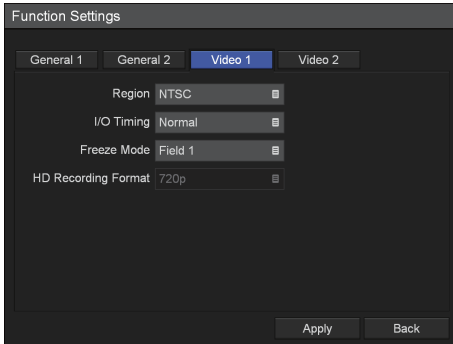 Function Settings
General 1 General 2 Video 1 Video 2
Region NTSC
I/O Timing Normal
Freeze Mode Field 1
HD Recording Format 720p
Apply Back